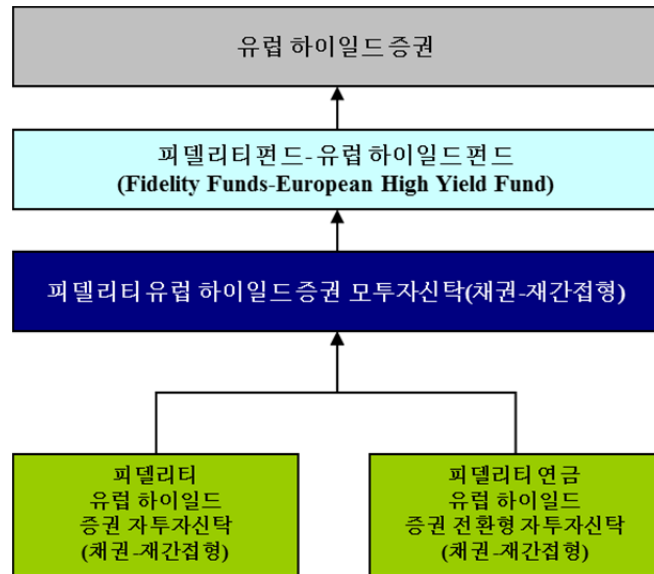 유럽 하이일드 증권
피델리티펀드-유럽 하이일드펀드
(Fidelity Funds-European High Yield Fund)
피델리티 유럽 하이일드 증권 모투자신탁(채권-재간접형)
피델리티
유럽 하이일드
증권 자투자신탁
(채권-재간접형)
피델리티 연금
유럽 하이일드
증권 전환형 자투자신탁
(채권-재간접형)